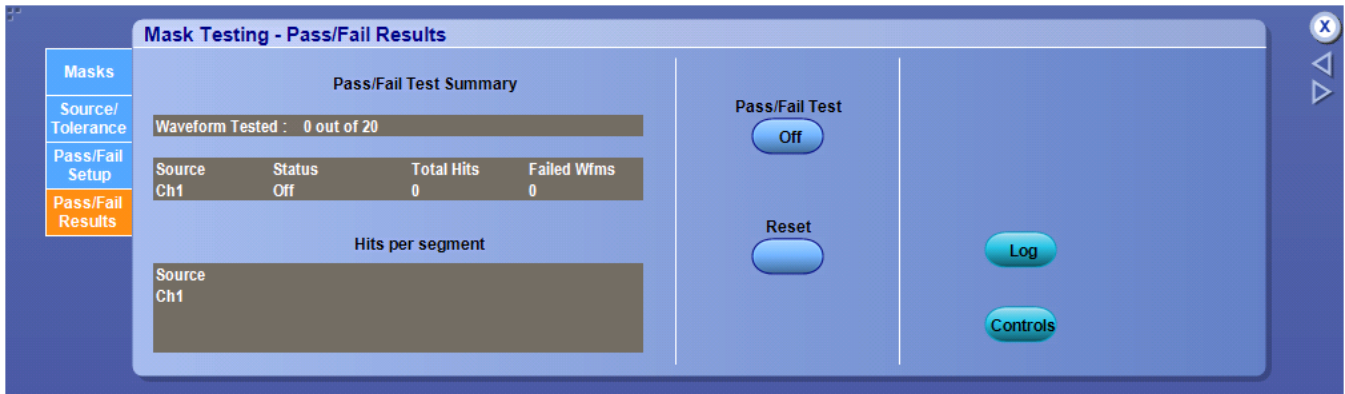 Mask Testing - Pass/Fail Results
X
Masks
Source/
Tolerance
Pass/Fail
Setup
Pass/Fail
Results
Pass/Fail Test Summary
Waveform Tested : 0 out of 20
Source Status Total Hits Failed Wfms
Ch1 Off 0 0
Hits per segment
Source
Ch1
Pass/Fail Test
Off
Reset
Log
Controls